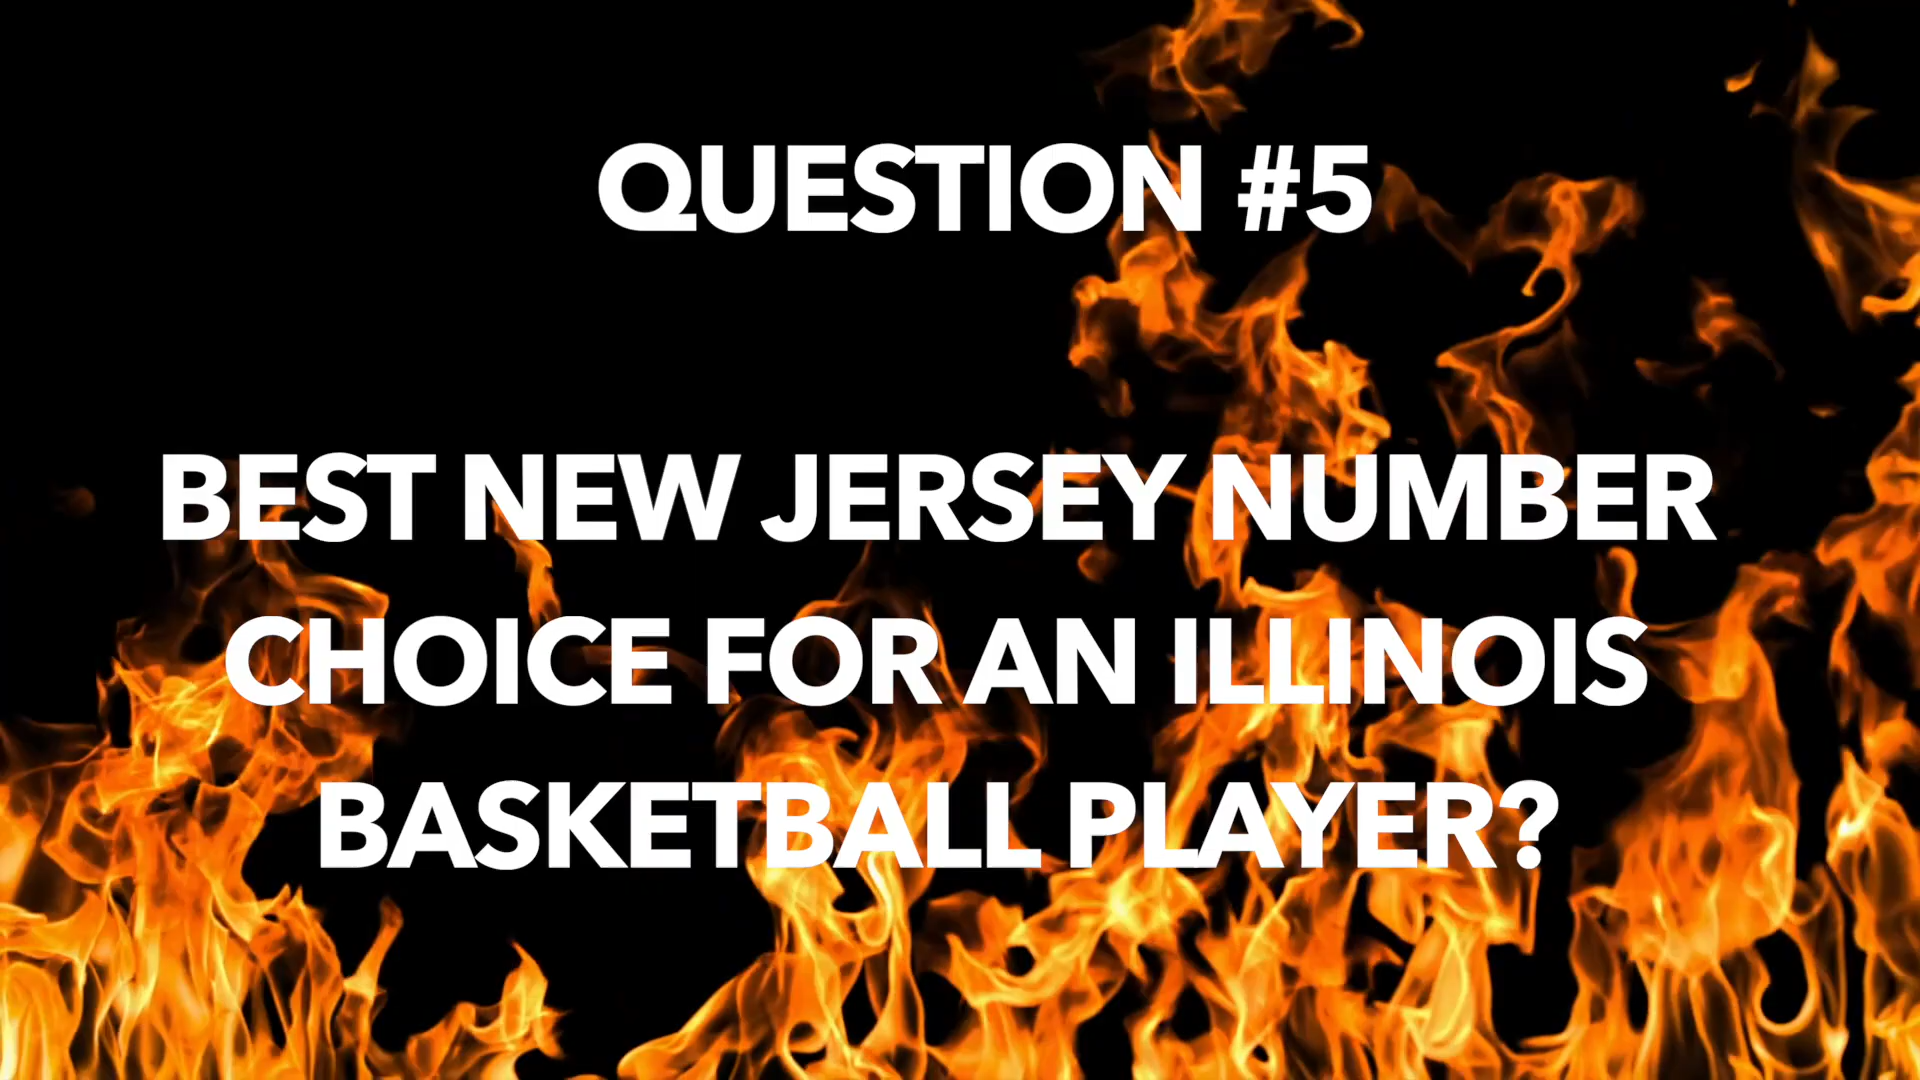 QUESTION #5
BEST NEW JERSEY NUMBER
CHOICE FOR AN ILLINOIS
BASKETBALL PLAYER?